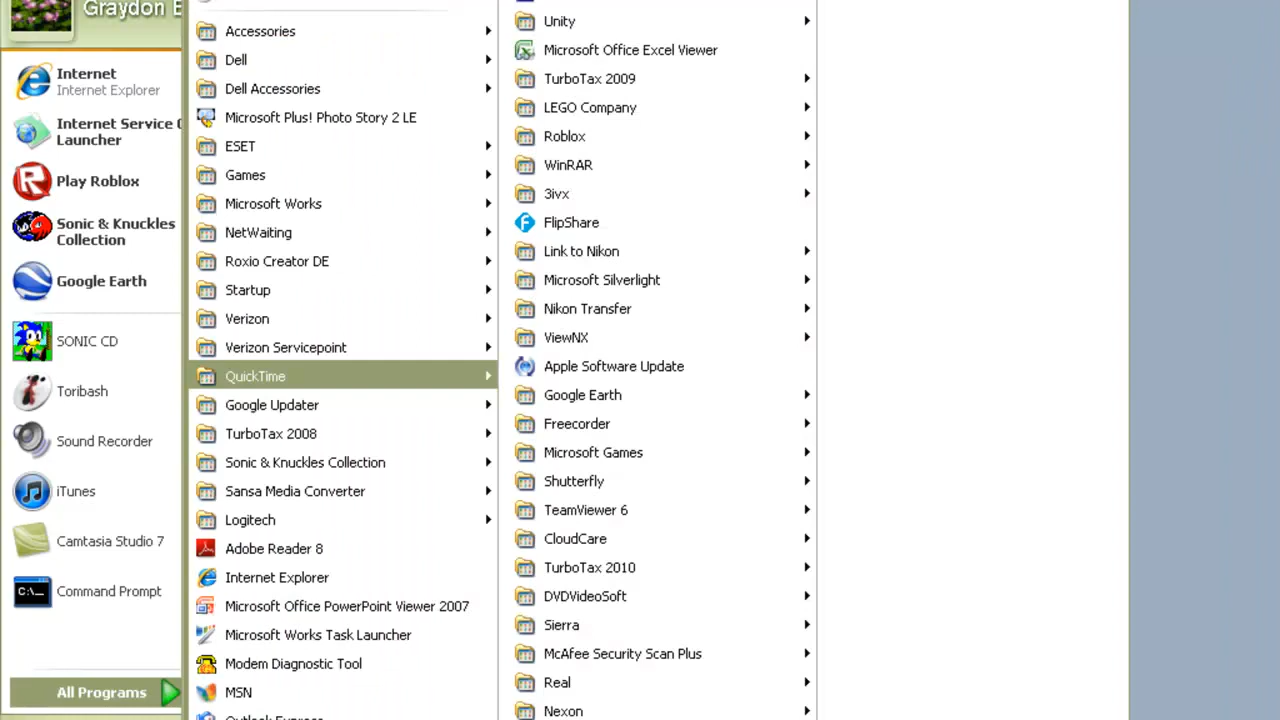 Graydon
Internet
Internet Explorer
Internet Service
Launcher
Play Roblox
Sonic & Knuckles
Collection
Google Earth
SONIC CD
Toribash
Sound Recorder
iTunes
Camtasia Studio 7
C:\_
Command Prompt
All Programs
Accessories
Dell
Dell Accessories
Microsoft Plus! Photo Story 2 LE
ESET
Games
Microsoft Works
NetWaiting
Roxio Creator DE
Startup
Verizon
Verizon Servicepoint
QuickTime
Google Updater
TurboTax 2008
Sonic & Knuckles Collection
Sansa Media Converter
Logitech
Adobe Reader 8
Internet Explorer
Microsoft Office PowerPoint Viewer 2007
Microsoft Works Task Launcher
Modem Diagnostic Tool
MSN
Outlook Express
Unity
Microsoft Office Excel Viewer
TurboTax 2009
LEGO Company
Roblox
WinRAR
3ivx
FlipShare
Link to Nikon
Microsoft Silverlight
Nikon Transfer
ViewNX
Apple Software Update
Google Earth
Freecorder
Microsoft Games
Shutterfly
TeamViewer 6
CloudCare
TurboTax 2010
DVDVideoSoft
Sierra
McAfee Security Scan Plus
Real
Nexon